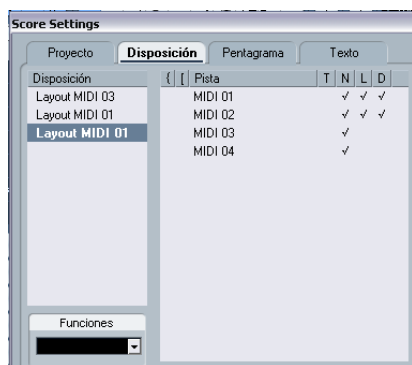 Score Settings
Proyecto Disposición Pentagrama Texto
Disposición { [ Pista T N L D
Layout MIDI 03 MIDI 01 √ √ √
Layout MIDI 01 MIDI 02 √ √ √
Layout MIDI 01 MIDI 03 √
MIDI 04 √
Funciones